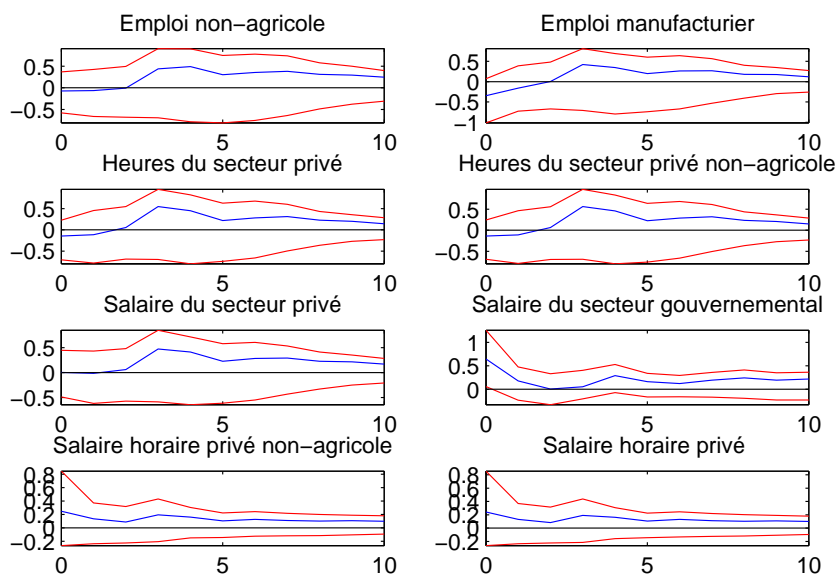 Emploi non−agricole
0.5
0
−0.5
0 5 10
Emploi manufacturier
0.5
0
−0.5
−1
0 5 10
Heures du secteur privé
0.5
0
−0.5
0 5 10
Heures du secteur privé non−agricole
0.5
0
−0.5
0 5 10
Salaire du secteur privé
0.5
0
−0.5
0 5 10
Salaire du secteur gouvernemental
1
0.5
0
0 5 10
Salaire horaire privé non−agricole
0.8
0.6
0.4
0.2
0
−0.2
0 5 10
Salaire horaire privé
0.8
0.6
0.4
0.2
0
−0.2
0 5 10